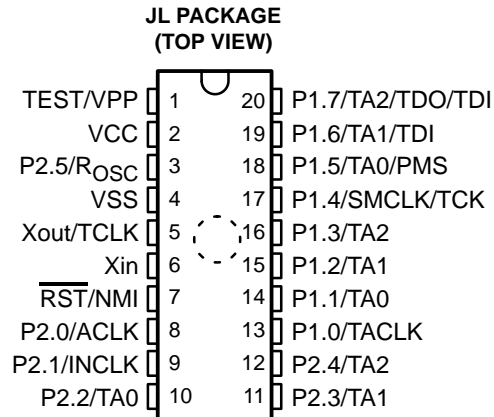 JL PACKAGE
(TOP VIEW)
TEST/VPP 1 20 P1.7/TA2/TDO/TDI
VCC 2 19 P1.6/TA1/TDI
P2.5/ROSC 3 18 P1.5/TA0/PMS
VSS 4 17 P1.4/SMCLK/TCK
Xout/TCLK 5 16 P1.3/TA2
Xin 6 15 P1.2/TA1
RST/NMI 7 14 P1.1/TA0
P2.0/ACLK 8 13 P1.0/TACLK
P2.1/INCLK 9 12 P2.4/TA2
P2.2/TA0 10 11 P2.3/TA1